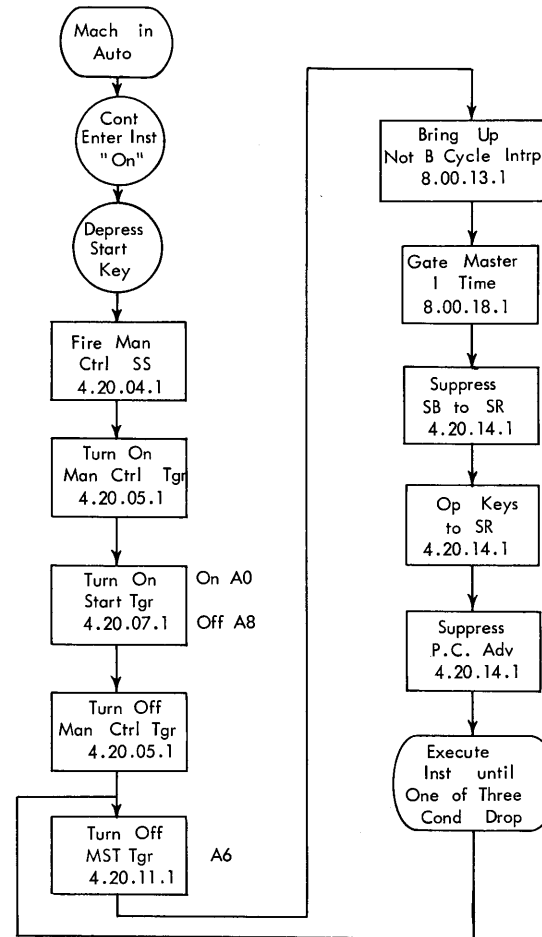 Mach in
Auto
Cont
Enter Inst
"On"
Depress
Start
Key
Fire Man
Ctrl SS
4.20.04.1
Turn On
Man Ctrl Tgr
4.20.05.1
Turn On
Start Tgr
4.20.07.1
On A0
Off A8
Turn Off
Man Ctrl Tgr
4.20.05.1
Turn Off
MST Tgr
4.20.11.1
A6
Bring Up
Not B Cycle Intrp
8.00.13.1
Gate Master
I Time
8.00.18.1
Suppress
SB to SR
4.20.14.1
Op Keys
to SR
4.20.14.1
Suppress
P.C. Adv
4.20.14.1
Execute
Inst until
One of Three
Cond Drop